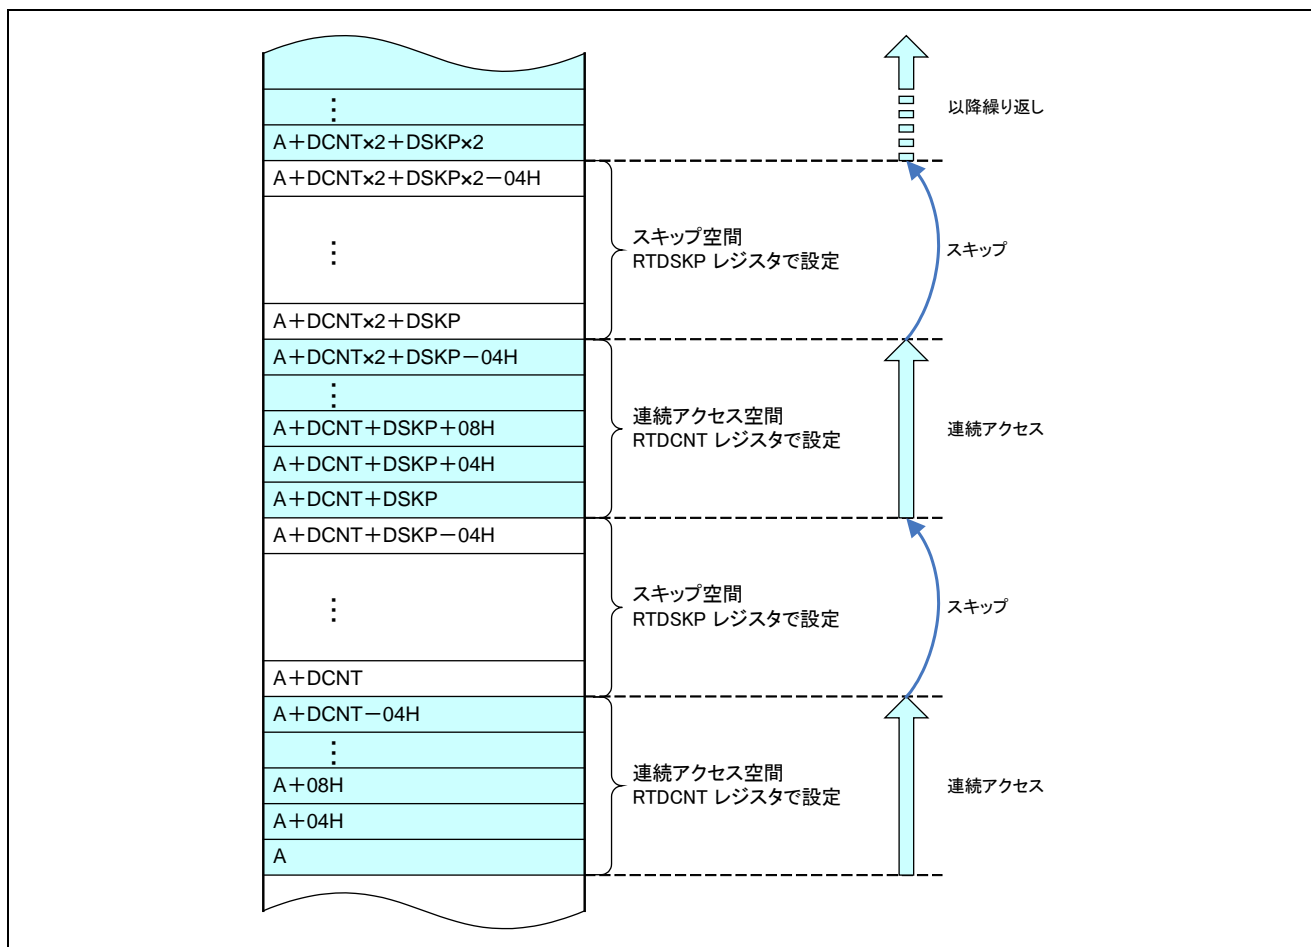 ⋮
以降繰り返し
A+DCNT×2+DSKP×2
A+DCNT×2+DSKP×2-04H
⋮
スキップ空間
RTDSKP レジスタで設定
スキップ
A+DCNT×2+DSKP
A+DCNT×2+DSKP-04H
⋮
連続アクセス空間
RTDCNT レジスタで設定
連続アクセス
A+DCNT+DSKP+08H
A+DCNT+DSKP+04H
A+DCNT+DSKP
A+DCNT+DSKP-04H
⋮
スキップ空間
RTDSKP レジスタで設定
スキップ
A+DCNT
A+DCNT-04H
⋮
連続アクセス空間
RTDCNT レジスタで設定
連続アクセス
A+08H
A+04H
A